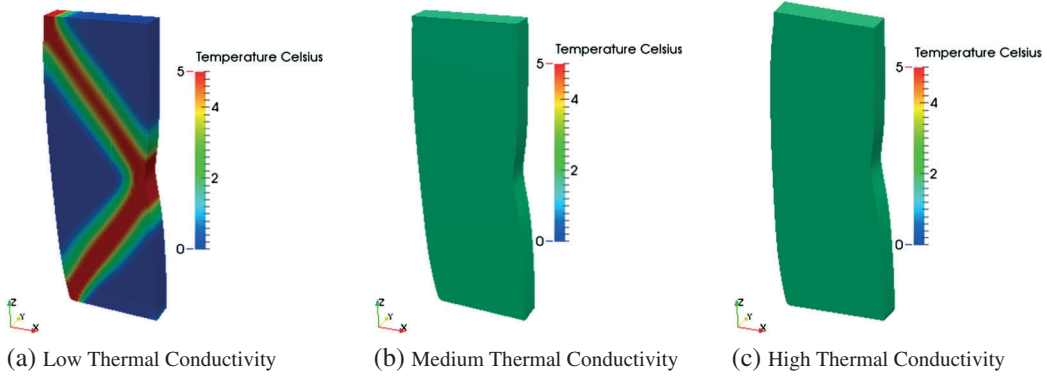 Temperature Celsius
5
4
2
0
Z
Y
X
(a) Low Thermal Conductivity
Temperature Celsius
5
4
2
0
Z
Y
X
(b) Medium Thermal Conductivity
Temperature Celsius
5
4
2
0
Z
Y
X
(c) High Thermal Conductivity